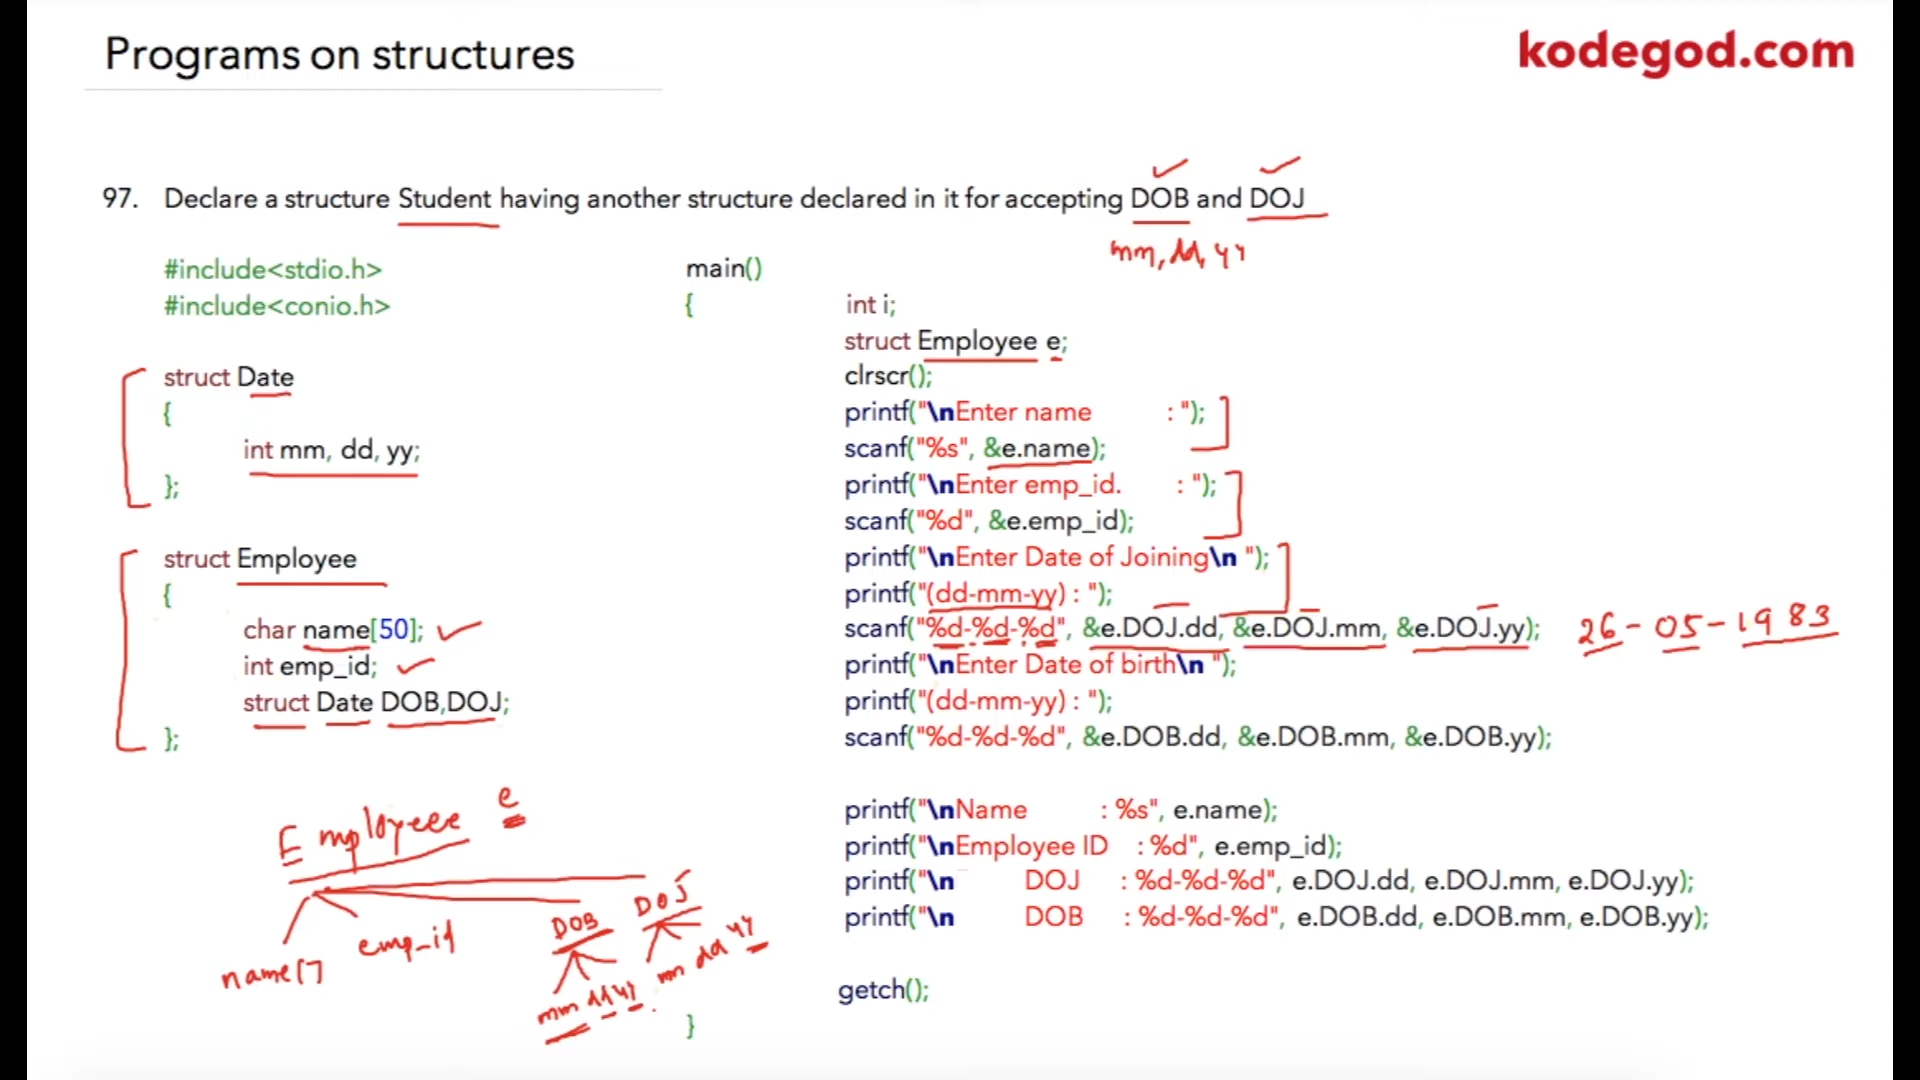 Programs on structures
kodegod.com
97. Declare a structure Student having another structure declared in it for accepting DOB and DOJ
mm, dd, yy
#include<stdio.h>
#include<conio.h>
struct Date
{
int mm, dd, yy;
};
struct Employee
{
char name[50];
int emp_id;
struct Date DOB,DOJ;
};
Employeee e
name[]
emp_id
DOB
DOJ
mm dd yy
mm dd yy
main()
{
int i;
struct Employee e;
clrscr();
printf("\nEnter name : ");
scanf("%s", &e.name);
printf("\nEnter emp_id. : ");
scanf("%d", &e.emp_id);
printf("\nEnter Date of Joining\n ");
printf("(dd-mm-yy) : ");
scanf("%d-%d-%d", &e.DOJ.dd, &e.DOJ.mm, &e.DOJ.yy); 26-05-1983
printf("\nEnter Date of birth\n ");
printf("(dd-mm-yy) : ");
scanf("%d-%d-%d", &e.DOB.dd, &e.DOB.mm, &e.DOB.yy);
printf("\nName : %s", e.name);
printf("\nEmployee ID : %d", e.emp_id);
printf("\n DOJ : %d-%d-%d", e.DOJ.dd, e.DOJ.mm, e.DOJ.yy);
printf("\n DOB : %d-%d-%d", e.DOB.dd, e.DOB.mm, e.DOB.yy);
getch();
}